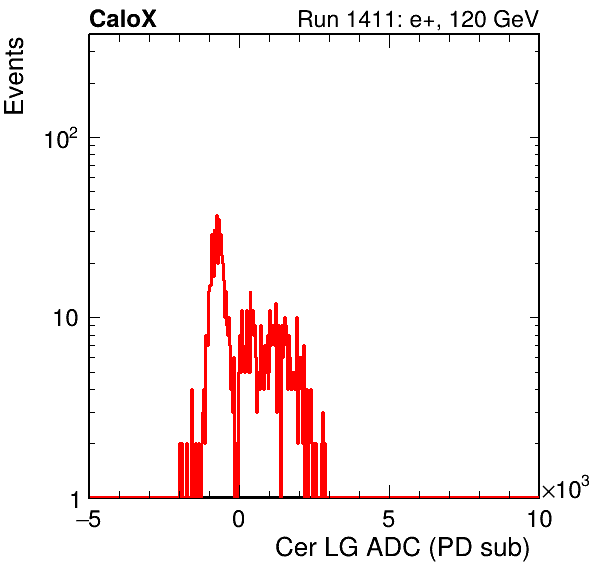 CaloX Run 1411: e+, 120 GeV
Events
10²
10
1
−5 0 5 10
×10³
Cer LG ADC (PD sub)